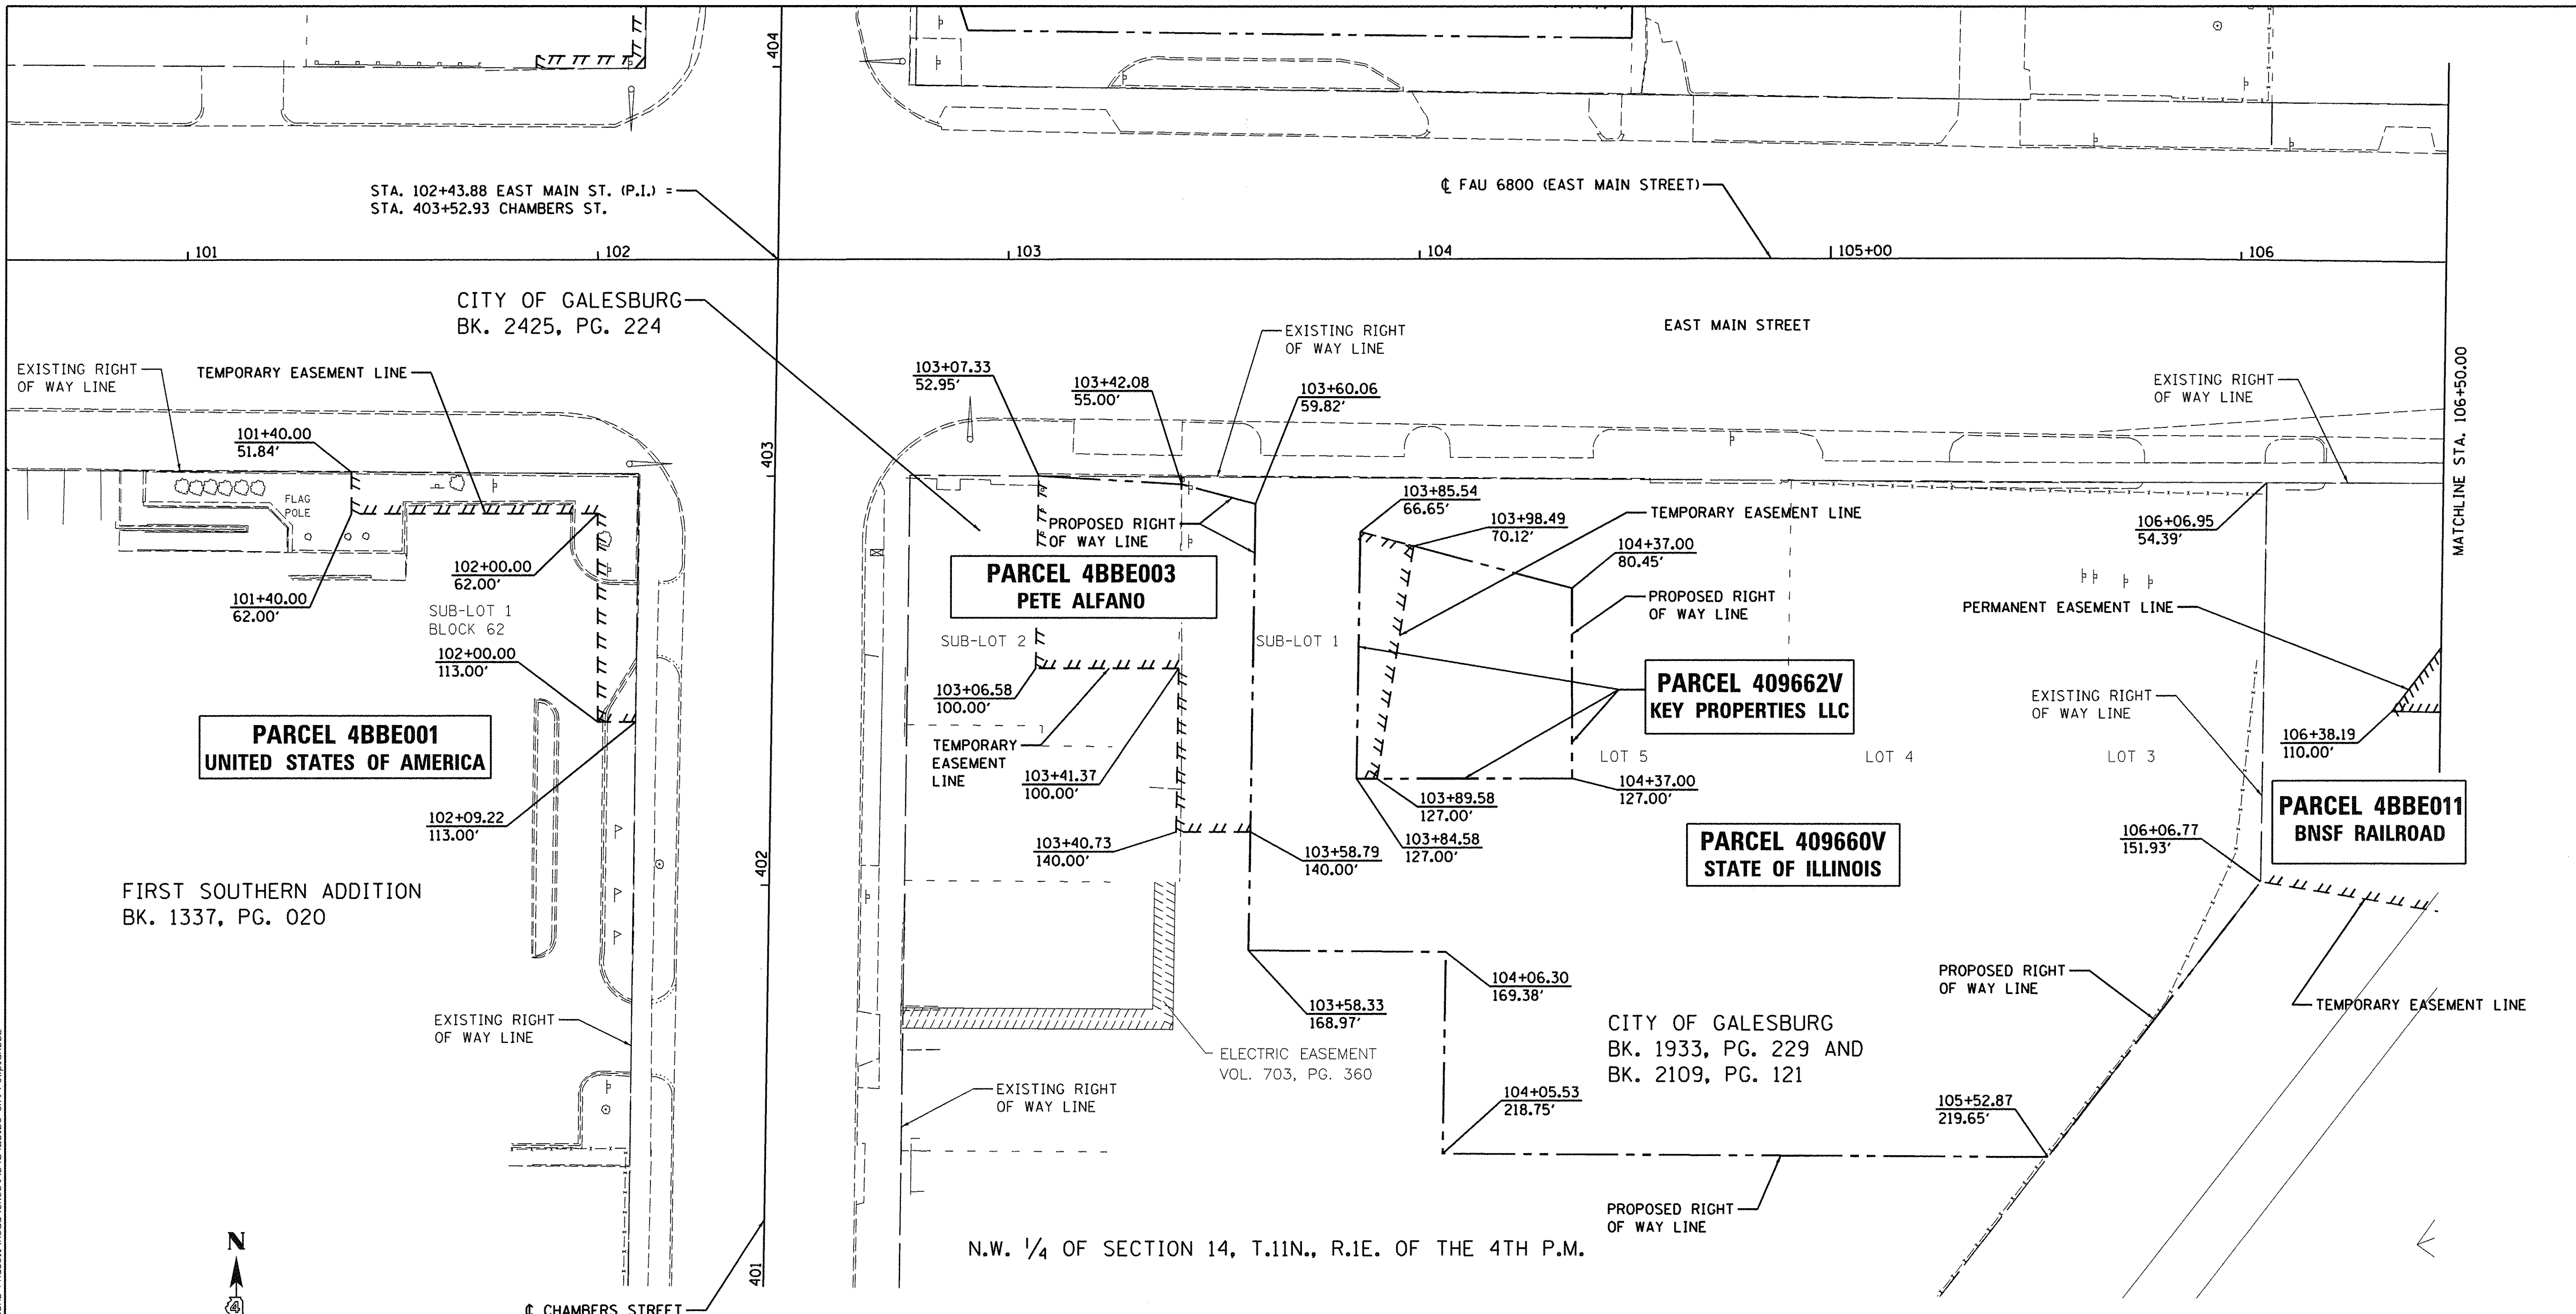 404
STA. 102+43.88 EAST MAIN ST. (P.I.) =
STA. 403+52.93 CHAMBERS ST.
℄ FAU 6800 (EAST MAIN STREET)
101
102
103
104
105+00
106
CITY OF GALESBURG
BK. 2425, PG. 224
EXISTING RIGHT
OF WAY LINE
EAST MAIN STREET
MATCHLINE STA. 106+50.00
EXISTING RIGHT
OF WAY LINE
TEMPORARY EASEMENT LINE
103+07.33
52.95'
103+42.08
55.00'
103+60.06
59.82'
EXISTING RIGHT
OF WAY LINE
101+40.00
51.84'
403
FLAG
POLE
103+85.54
66.65'
103+98.49
70.12'
TEMPORARY EASEMENT LINE
106+06.95
54.39'
PROPOSED RIGHT
OF WAY LINE
104+37.00
80.45'
102+00.00
62.00'
101+40.00
62.00'
SUB-LOT 1
BLOCK 62
PARCEL 4BBE003
PETE ALFANO
PROPOSED RIGHT
OF WAY LINE
PERMANENT EASEMENT LINE
SUB-LOT 2
SUB-LOT 1
102+00.00
113.00'
103+06.58
100.00'
PARCEL 409662V
KEY PROPERTIES LLC
EXISTING RIGHT
OF WAY LINE
PARCEL 4BBE001
UNITED STATES OF AMERICA
TEMPORARY
EASEMENT
LINE
103+41.37
100.00'
LOT 5
LOT 4
LOT 3
106+38.19
110.00'
103+89.58
127.00'
104+37.00
127.00'
PARCEL 4BBE011
BNSF RAILROAD
102+09.22
113.00'
103+40.73
140.00'
103+58.79
140.00'
103+84.58
127.00'
PARCEL 409660V
STATE OF ILLINOIS
106+06.77
151.93'
402
FIRST SOUTHERN ADDITION
BK. 1337, PG. 020
104+06.30
169.38'
PROPOSED RIGHT
OF WAY LINE
103+58.33
168.97'
TEMPORARY EASEMENT LINE
EXISTING RIGHT
OF WAY LINE
CITY OF GALESBURG
BK. 1933, PG. 229 AND
BK. 2109, PG. 121
ELECTRIC EASEMENT
VOL. 703, PG. 360
EXISTING RIGHT
OF WAY LINE
104+05.53
218.75'
105+52.87
219.65'
PROPOSED RIGHT
OF WAY LINE
N.W. 1/4 OF SECTION 14, T.11N., R.1E. OF THE 4TH P.M.
N
4
401
℄ CHAMBERS STREET